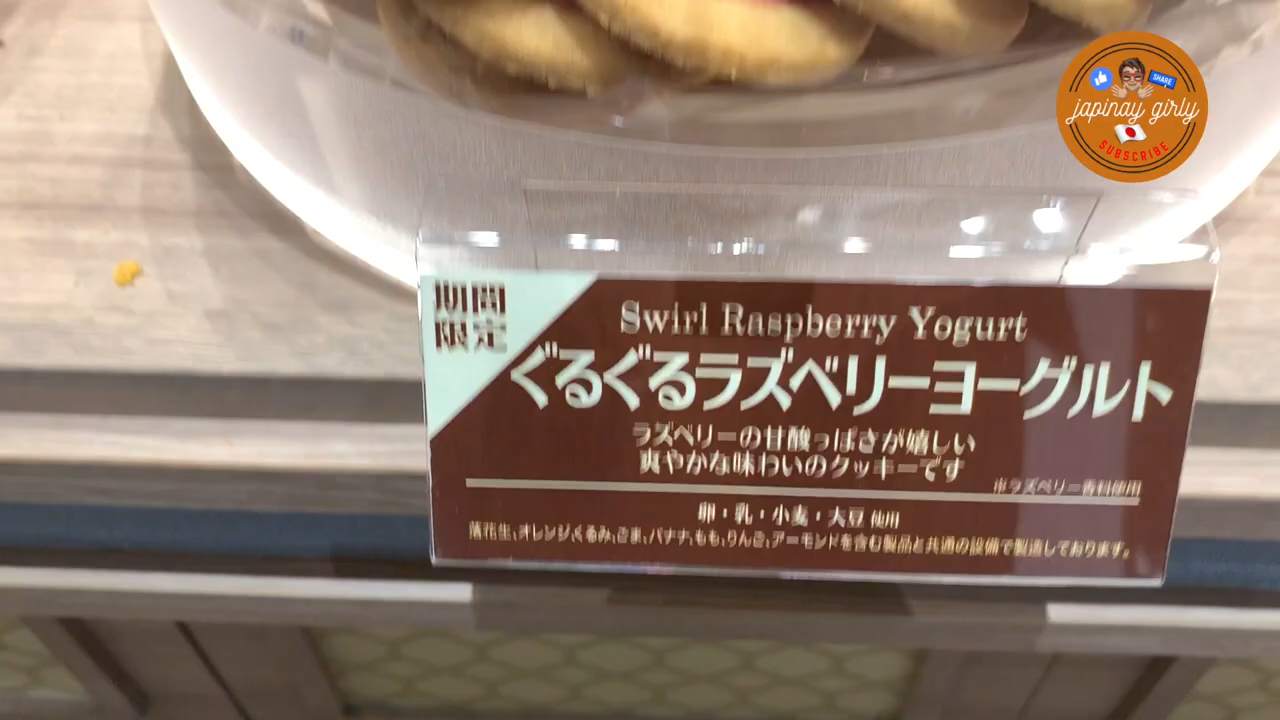 SHARE
japinay girly
SUBSCRIBE
期間
限定
Swirl Raspberry Yogurt
ぐるぐるラズベリーヨーグルト
ラズベリーの甘酸っぱさが嬉しい
爽やかな味わいのクッキーです
※ラズベリー香料使用
卵・乳・小麦・大豆 使用
落花生、オレンジ、くるみ、ごま、バナナ、もも、りんご、アーモンドを含む製品と共通の設備で製造しております。